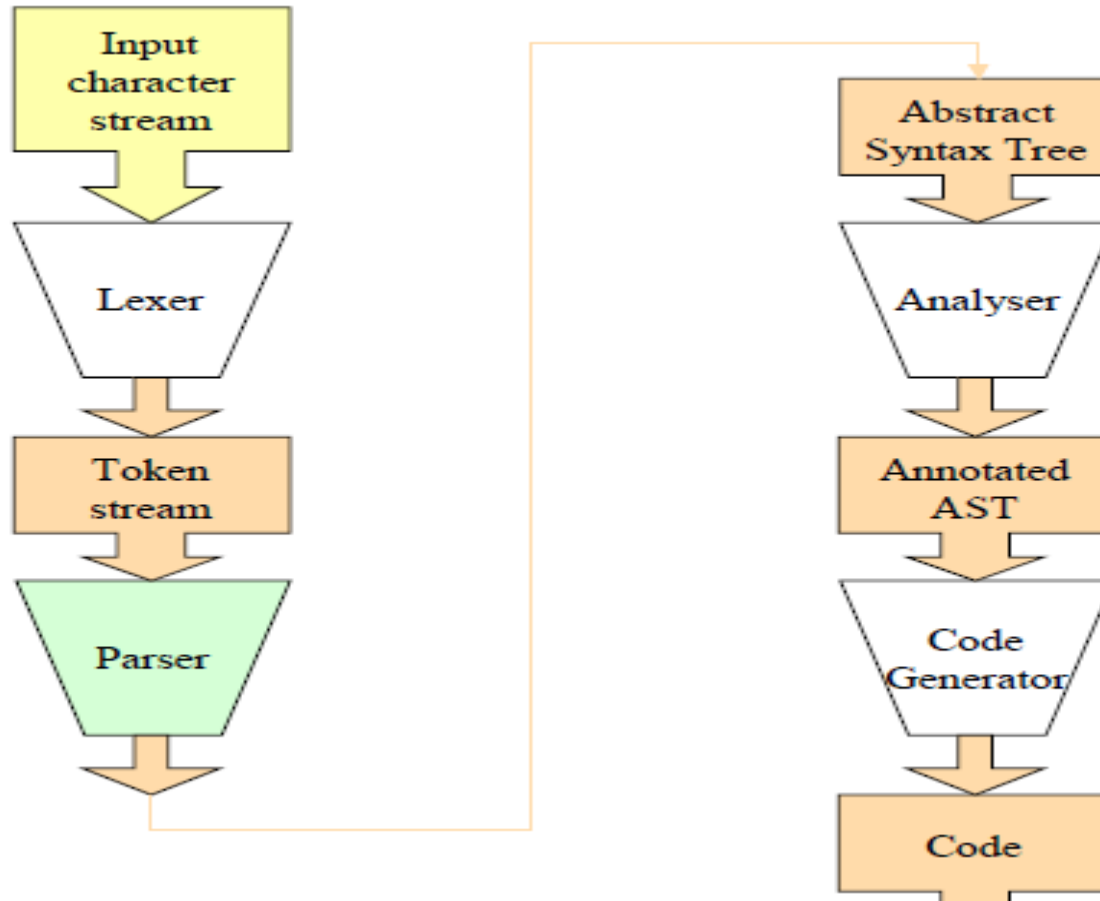 Input
character
stream
Lexer
Token
stream
Parser
Abstract
Syntax Tree
Analyser
Annotated
AST
Code
Generator
Code